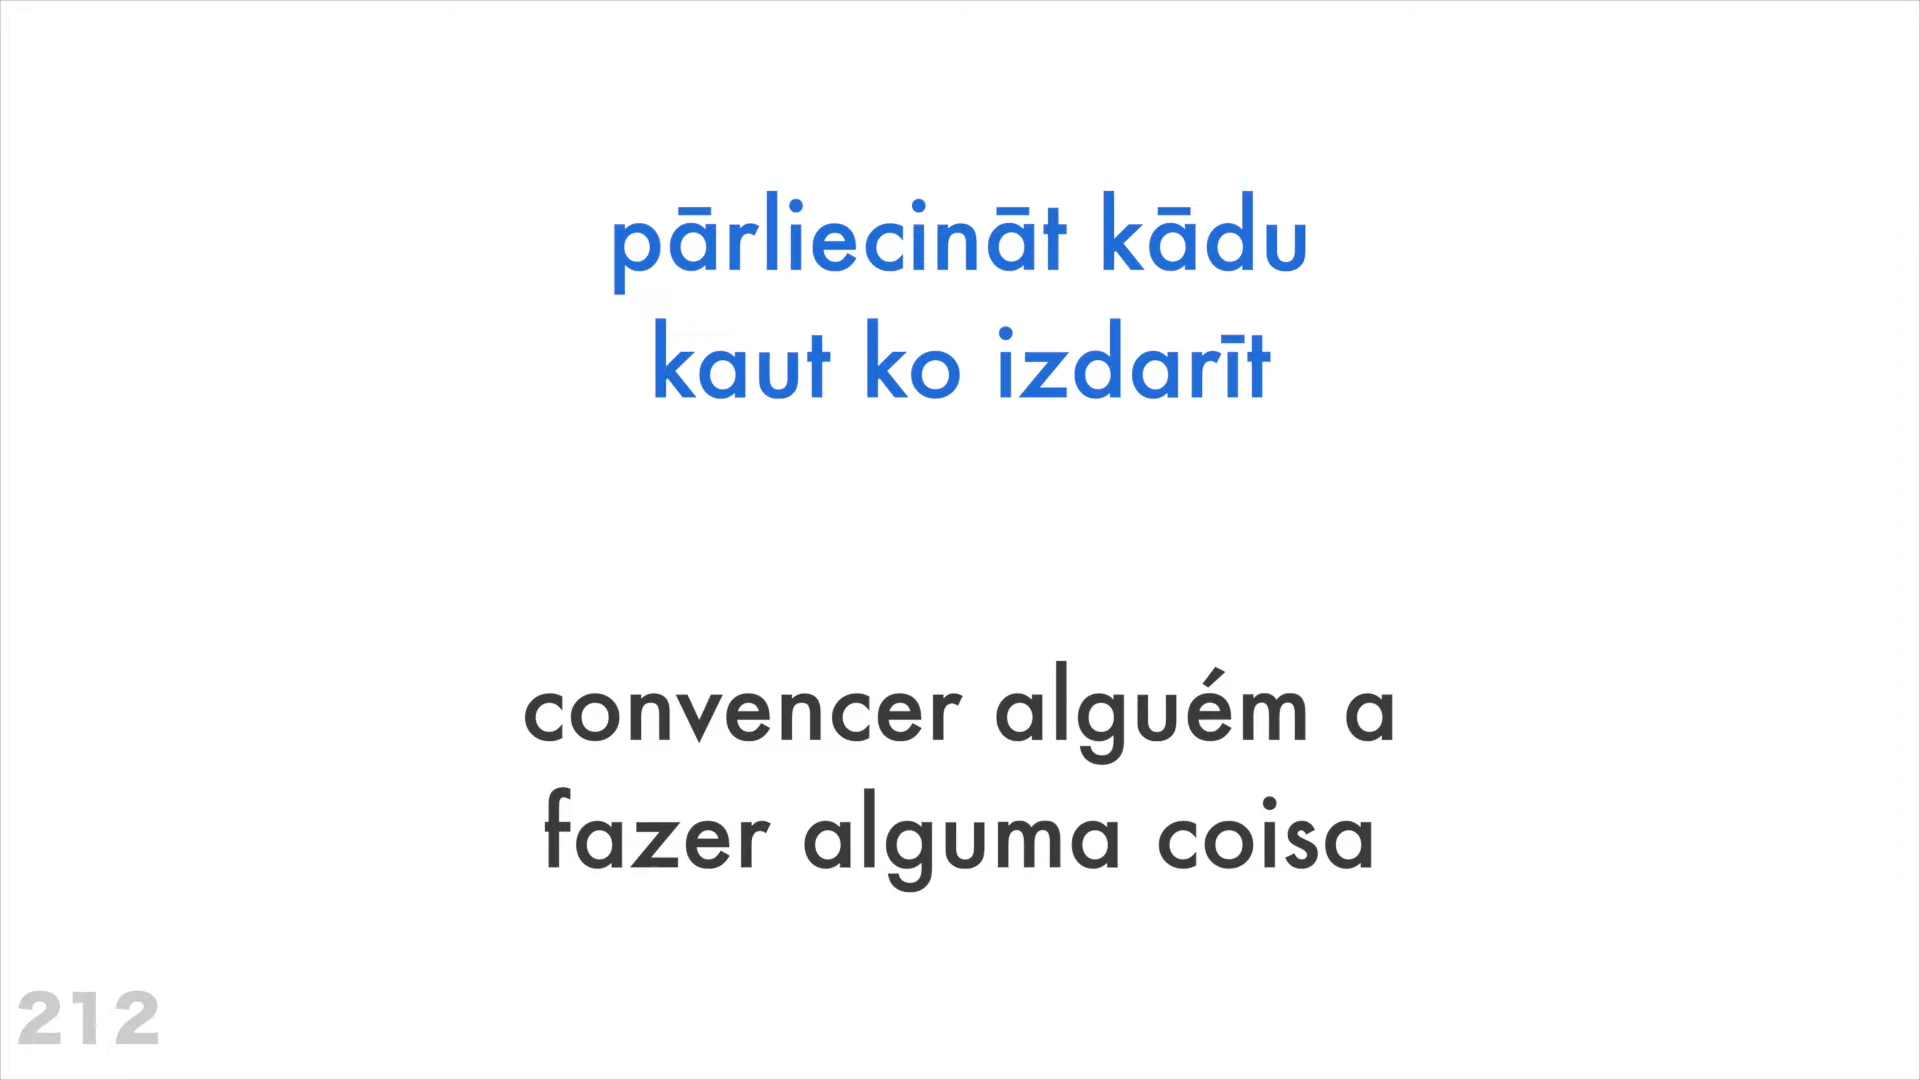 pārliecināt kādu
kaut ko izdarīt
convencer alguém a
fazer alguma coisa
212